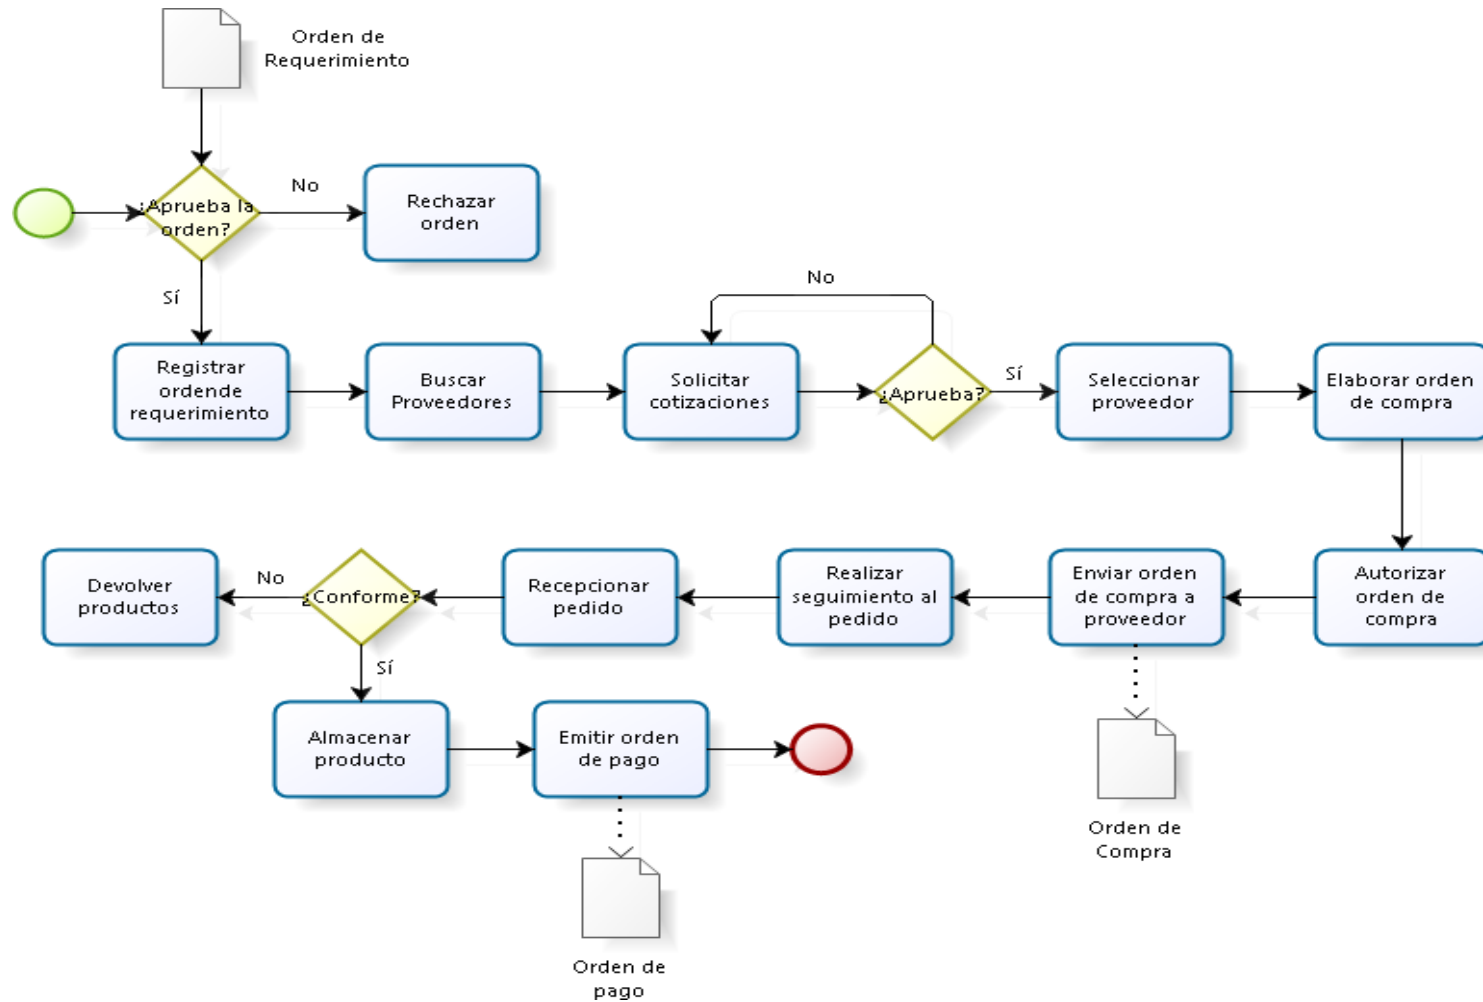 Orden de
Requerimiento
¿Aprueba la
orden?
No
Rechazar
orden
Sí
No
Registrar
ordende
requerimiento
Buscar
Proveedores
Solicitar
cotizaciones
¿Aprueba?
Sí
Seleccionar
proveedor
Elaborar orden
de compra
Devolver
productos
No
¿Conforme?
Recepcionar
pedido
Realizar
seguimiento al
pedido
Enviar orden
de compra a
proveedor
Autorizar
orden de
compra
Sí
Almacenar
producto
Emitir orden
de pago
Orden de
Compra
Orden de
pago